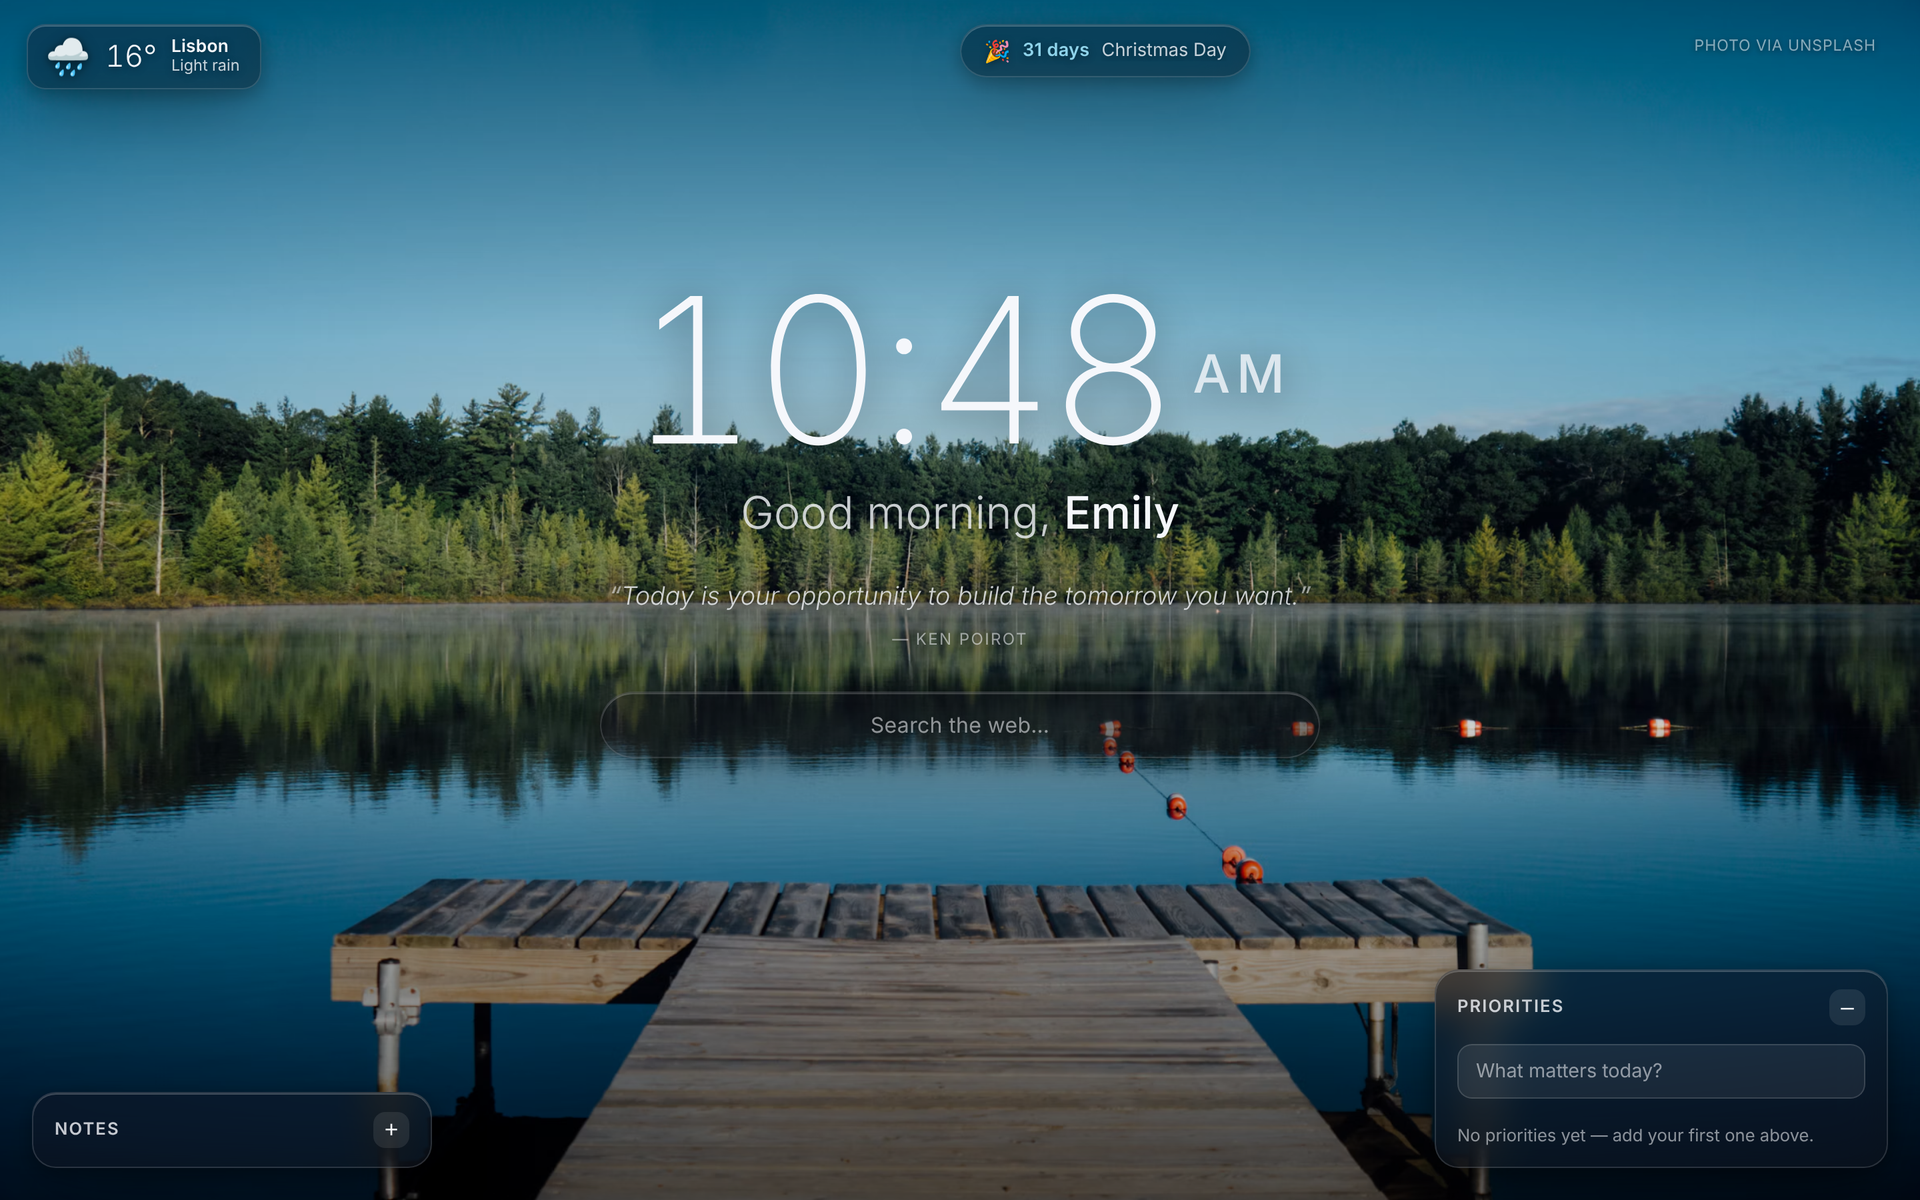 16° Lisbon
Light rain
31 days Christmas Day
PHOTO VIA UNSPLASH
10:48 AM
Good morning, Emily
“Today is your opportunity to build the tomorrow you want.”
— KEN POIROT
Search the web...
PRIORITIES –
What matters today?
No priorities yet — add your first one above.
NOTES +